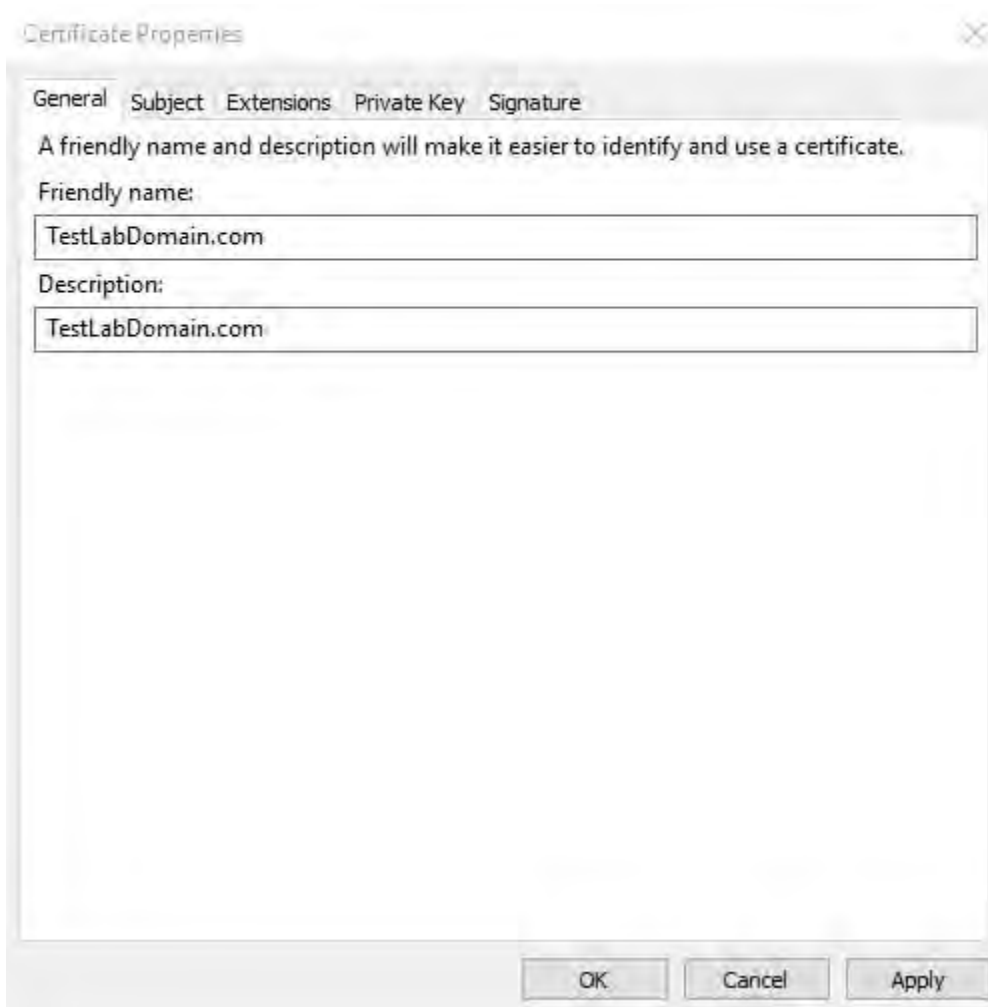 Certificate Properties
General Subject Extensions Private Key Signature
A friendly name and description will make it easier to identify and use a certificate.
Friendly name:
TestLabDomain.com
Description:
TestLabDomain.com
OK Cancel Apply